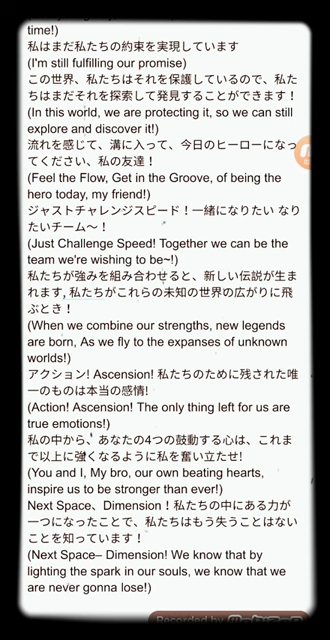 time!)
私はまだ私たちの約束を実現しています
(I'm still fulfilling our promise)
この世界、私たちはそれを保護しているので、私た
ちはまだそれを探索して発見することができます！
(In this world, we are protecting it, so we can still
explore and discover it!)
流れを感じて、溝に入って、今日のヒーローになっ
てください、私の友達！
(Feel the Flow, Get in the Groove, of being the
hero today, my friend!)
ジャストチャレンジスピード！一緒になりたい なり
たいチーム〜！
(Just Challenge Speed! Together we can be the
team we're wishing to be~!)
私たちが強みを組み合わせると、新しい伝説が生ま
れます, 私たちがこれらの未知の世界の広がりに飛
ぶとき！
(When we combine our strengths, new legends
are born, As we fly to the expanses of unknown
worlds!)
アクション! Ascension! 私たちのために残された唯
一のものは本当の感情!
(Action! Ascension! The only thing left for us are
true emotions!)
私の中から、あなたの4つの鼓動する心は、これま
で以上に強くなるように私を奮い立たせ!
(You and I, My bro, our own beating hearts,
inspire us to be stronger than ever!)
Next Space、Dimension！私たちの中にある力が
一つになったことで、私たちはもう失うことはない
ことを知っています！
(Next Space– Dimension! We know that by
lighting the spark in our souls, we know that we
are never gonna lose!)
Recorded by